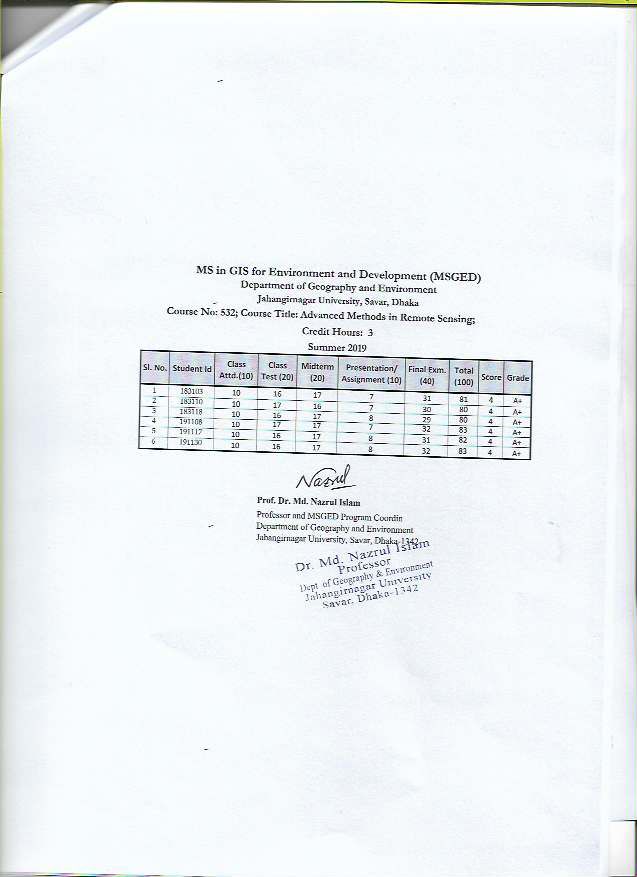 MS in GIS for Environment and Development (MSGED)
Department of Geography and Environment
Jahangirnagar University, Savar, Dhaka
Course No: 532; Course Title: Advanced Methods in Remote Sensing;
Credit Hours: 3
Summer 2019
Sl. No. Student Id Class Attd.(10) Class Test (20) Midterm (20) Presentation/ Assignment (10) Final Exm. (40) Total (100) Score Grade
1 183103 10 16 17 7 31 81 4 A+
2 183110 10 17 16 7 30 80 4 A+
3 183118 10 16 17 8 29 80 4 A+
4 191108 10 17 17 7 32 83 4 A+
5 191117 10 16 17 8 31 82 4 A+
6 191130 10 16 17 8 32 83 4 A+
Nazrul
Prof. Dr. Md. Nazrul Islam
Professor and MSGED Program Coordin
Department of Geography and Environment
Jahangirnagar University, Savar, Dhaka-1342
Dr. Md. Nazrul Islam
Professor
Dept of Geography & Environment
Jahangirnagar University
Savar, Dhaka-1342